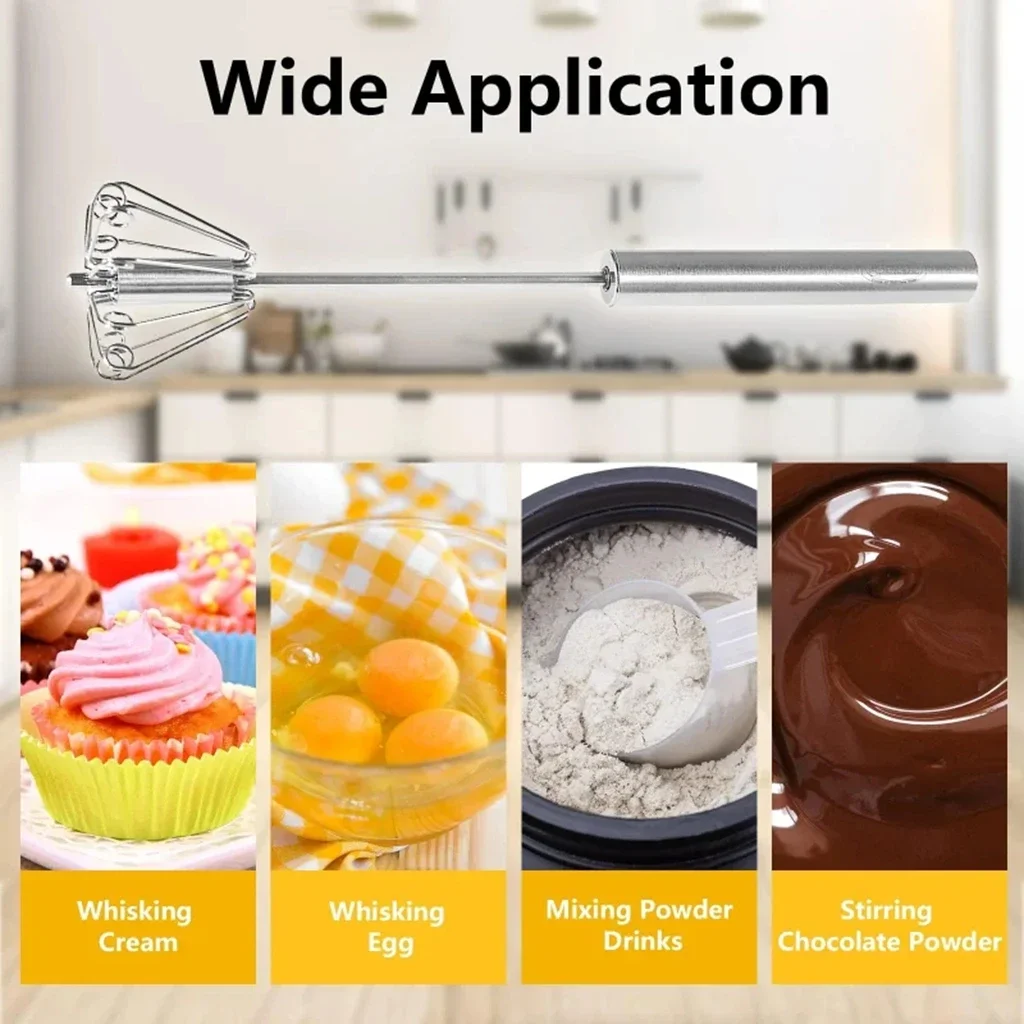 Wide Application
Whisking
Cream
Whisking
Egg
Mixing Powder
Drinks
Stirring
Chocolate Powder